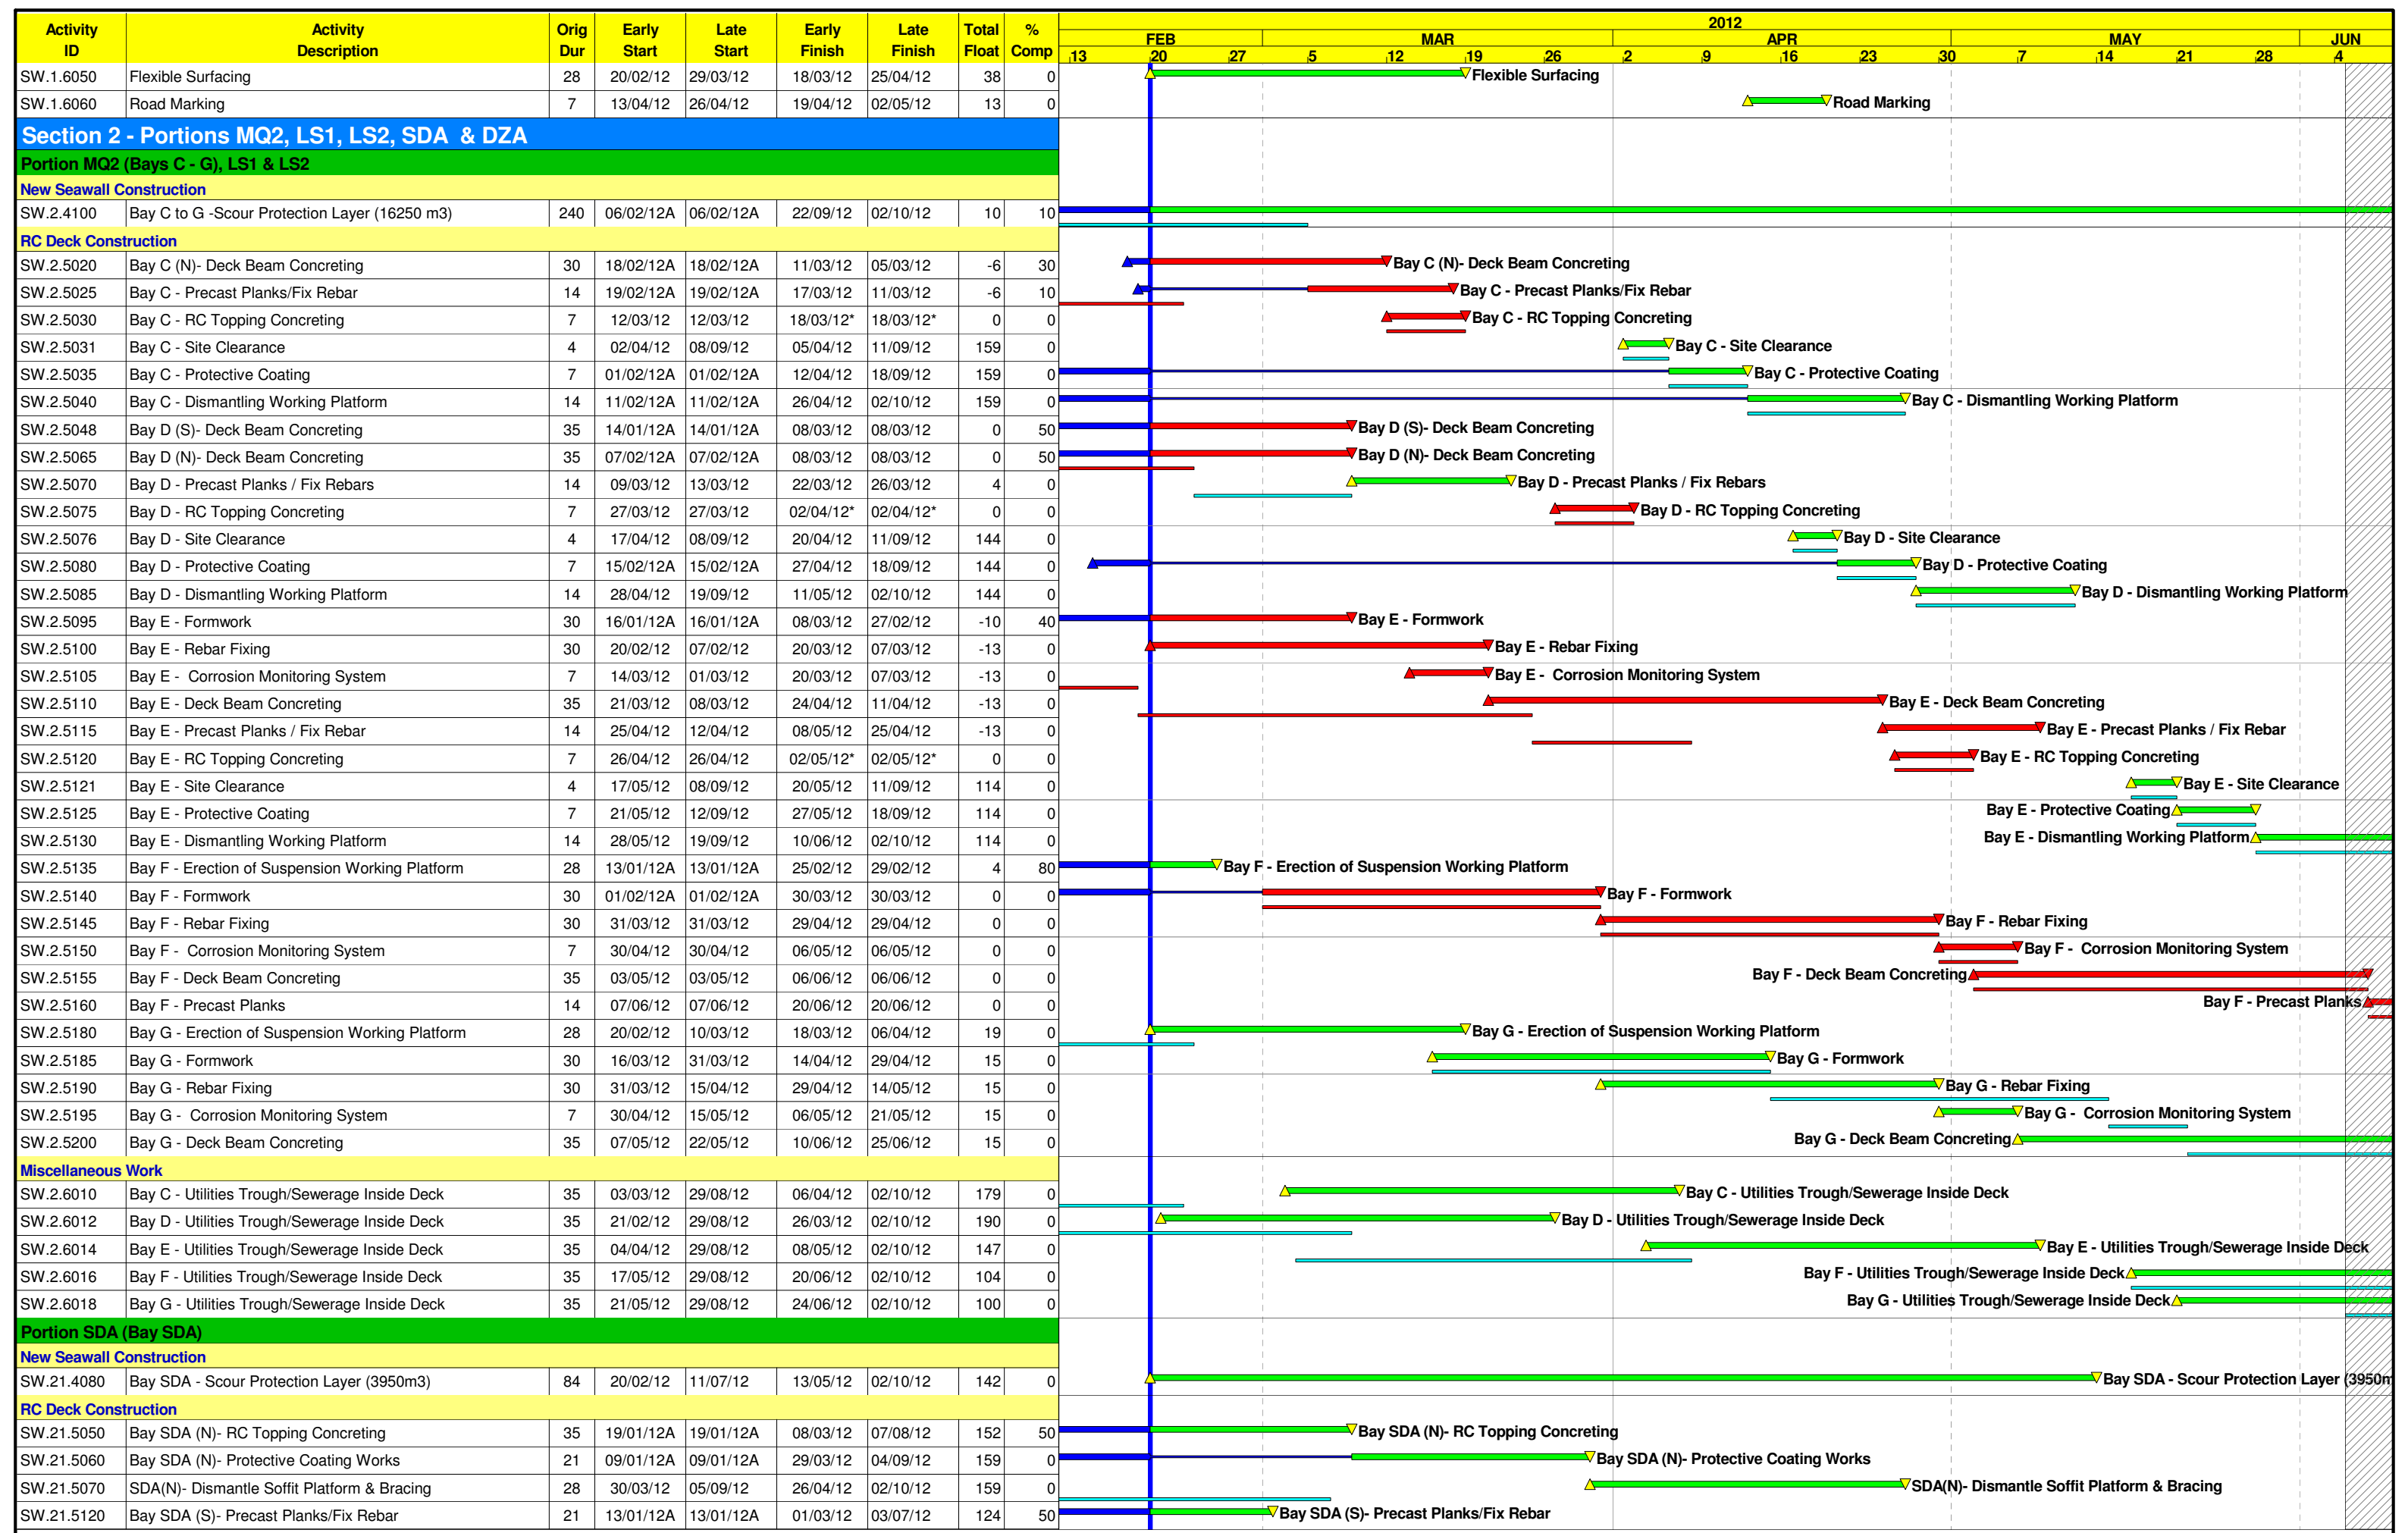 Activity ID Activity Description Orig Dur Early Start Late Start Early Finish Late Finish Total Float % Comp 2012
FEB MAR APR MAY JUN
13 20 27 5 12 19 26 2 9 16 23 30 7 14 21 28 4
SW.1.6050 Flexible Surfacing 28 20/02/12 29/03/12 18/03/12 25/04/12 38 0 Flexible Surfacing
SW.1.6060 Road Marking 7 13/04/12 26/04/12 19/04/12 02/05/12 13 0 Road Marking
Section 2 - Portions MQ2, LS1, LS2, SDA & DZA
Portion MQ2 (Bays C - G), LS1 & LS2
New Seawall Construction
SW.2.4100 Bay C to G -Scour Protection Layer (16250 m3) 240 06/02/12A 06/02/12A 22/09/12 02/10/12 10 10
RC Deck Construction
SW.2.5020 Bay C (N)- Deck Beam Concreting 30 18/02/12A 18/02/12A 11/03/12 05/03/12 -6 30 Bay C (N)- Deck Beam Concreting
SW.2.5025 Bay C - Precast Planks/Fix Rebar 14 19/02/12A 19/02/12A 17/03/12 11/03/12 -6 10 Bay C - Precast Planks/Fix Rebar
SW.2.5030 Bay C - RC Topping Concreting 7 12/03/12 12/03/12 18/03/12* 18/03/12* 0 0 Bay C - RC Topping Concreting
SW.2.5031 Bay C - Site Clearance 4 02/04/12 08/09/12 05/04/12 11/09/12 159 0 Bay C - Site Clearance
SW.2.5035 Bay C - Protective Coating 7 01/02/12A 01/02/12A 12/04/12 18/09/12 159 0 Bay C - Protective Coating
SW.2.5040 Bay C - Dismantling Working Platform 14 11/02/12A 11/02/12A 26/04/12 02/10/12 159 0 Bay C - Dismantling Working Platform
SW.2.5048 Bay D (S)- Deck Beam Concreting 35 14/01/12A 14/01/12A 08/03/12 08/03/12 0 50 Bay D (S)- Deck Beam Concreting
SW.2.5065 Bay D (N)- Deck Beam Concreting 35 07/02/12A 07/02/12A 08/03/12 08/03/12 0 50 Bay D (N)- Deck Beam Concreting
SW.2.5070 Bay D - Precast Planks / Fix Rebars 14 09/03/12 13/03/12 22/03/12 26/03/12 4 0 Bay D - Precast Planks / Fix Rebars
SW.2.5075 Bay D - RC Topping Concreting 7 27/03/12 27/03/12 02/04/12* 02/04/12* 0 0 Bay D - RC Topping Concreting
SW.2.5076 Bay D - Site Clearance 4 17/04/12 08/09/12 20/04/12 11/09/12 144 0 Bay D - Site Clearance
SW.2.5080 Bay D - Protective Coating 7 15/02/12A 15/02/12A 27/04/12 18/09/12 144 0 Bay D - Protective Coating
SW.2.5085 Bay D - Dismantling Working Platform 14 28/04/12 19/09/12 11/05/12 02/10/12 144 0 Bay D - Dismantling Working Platform
SW.2.5095 Bay E - Formwork 30 16/01/12A 16/01/12A 08/03/12 27/02/12 -10 40 Bay E - Formwork
SW.2.5100 Bay E - Rebar Fixing 30 20/02/12 07/02/12 20/03/12 07/03/12 -13 0 Bay E - Rebar Fixing
SW.2.5105 Bay E - Corrosion Monitoring System 7 14/03/12 01/03/12 20/03/12 07/03/12 -13 0 Bay E - Corrosion Monitoring System
SW.2.5110 Bay E - Deck Beam Concreting 35 21/03/12 08/03/12 24/04/12 11/04/12 -13 0 Bay E - Deck Beam Concreting
SW.2.5115 Bay E - Precast Planks / Fix Rebar 14 25/04/12 12/04/12 08/05/12 25/04/12 -13 0 Bay E - Precast Planks / Fix Rebar
SW.2.5120 Bay E - RC Topping Concreting 7 26/04/12 26/04/12 02/05/12* 02/05/12* 0 0 Bay E - RC Topping Concreting
SW.2.5121 Bay E - Site Clearance 4 17/05/12 08/09/12 20/05/12 11/09/12 114 0 Bay E - Site Clearance
SW.2.5125 Bay E - Protective Coating 7 21/05/12 12/09/12 27/05/12 18/09/12 114 0 Bay E - Protective Coating
SW.2.5130 Bay E - Dismantling Working Platform 14 28/05/12 19/09/12 10/06/12 02/10/12 114 0 Bay E - Dismantling Working Platform
SW.2.5135 Bay F - Erection of Suspension Working Platform 28 13/01/12A 13/01/12A 25/02/12 29/02/12 4 80 Bay F - Erection of Suspension Working Platform
SW.2.5140 Bay F - Formwork 30 01/02/12A 01/02/12A 30/03/12 30/03/12 0 0 Bay F - Formwork
SW.2.5145 Bay F - Rebar Fixing 30 31/03/12 31/03/12 29/04/12 29/04/12 0 0 Bay F - Rebar Fixing
SW.2.5150 Bay F - Corrosion Monitoring System 7 30/04/12 30/04/12 06/05/12 06/05/12 0 0 Bay F - Corrosion Monitoring System
SW.2.5155 Bay F - Deck Beam Concreting 35 03/05/12 03/05/12 06/06/12 06/06/12 0 0 Bay F - Deck Beam Concreting
SW.2.5160 Bay F - Precast Planks 14 07/06/12 07/06/12 20/06/12 20/06/12 0 0 Bay F - Precast Planks
SW.2.5180 Bay G - Erection of Suspension Working Platform 28 20/02/12 10/03/12 18/03/12 06/04/12 19 0 Bay G - Erection of Suspension Working Platform
SW.2.5185 Bay G - Formwork 30 16/03/12 31/03/12 14/04/12 29/04/12 15 0 Bay G - Formwork
SW.2.5190 Bay G - Rebar Fixing 30 31/03/12 15/04/12 29/04/12 14/05/12 15 0 Bay G - Rebar Fixing
SW.2.5195 Bay G - Corrosion Monitoring System 7 30/04/12 15/05/12 06/05/12 21/05/12 15 0 Bay G - Corrosion Monitoring System
SW.2.5200 Bay G - Deck Beam Concreting 35 07/05/12 22/05/12 10/06/12 25/06/12 15 0 Bay G - Deck Beam Concreting
Miscellaneous Work
SW.2.6010 Bay C - Utilities Trough/Sewerage Inside Deck 35 03/03/12 29/08/12 06/04/12 02/10/12 179 0 Bay C - Utilities Trough/Sewerage Inside Deck
SW.2.6012 Bay D - Utilities Trough/Sewerage Inside Deck 35 21/02/12 29/08/12 26/03/12 02/10/12 190 0 Bay D - Utilities Trough/Sewerage Inside Deck
SW.2.6014 Bay E - Utilities Trough/Sewerage Inside Deck 35 04/04/12 29/08/12 08/05/12 02/10/12 147 0 Bay E - Utilities Trough/Sewerage Inside Deck
SW.2.6016 Bay F - Utilities Trough/Sewerage Inside Deck 35 17/05/12 29/08/12 20/06/12 02/10/12 104 0 Bay F - Utilities Trough/Sewerage Inside Deck
SW.2.6018 Bay G - Utilities Trough/Sewerage Inside Deck 35 21/05/12 29/08/12 24/06/12 02/10/12 100 0 Bay G - Utilities Trough/Sewerage Inside Deck
Portion SDA (Bay SDA)
New Seawall Construction
SW.21.4080 Bay SDA - Scour Protection Layer (3950m3) 84 20/02/12 11/07/12 13/05/12 02/10/12 142 0 Bay SDA - Scour Protection Layer (3950m
RC Deck Construction
SW.21.5050 Bay SDA (N)- RC Topping Concreting 35 19/01/12A 19/01/12A 08/03/12 07/08/12 152 50 Bay SDA (N)- RC Topping Concreting
SW.21.5060 Bay SDA (N)- Protective Coating Works 21 09/01/12A 09/01/12A 29/03/12 04/09/12 159 0 Bay SDA (N)- Protective Coating Works
SW.21.5070 SDA(N)- Dismantle Soffit Platform & Bracing 28 30/03/12 05/09/12 26/04/12 02/10/12 159 0 SDA(N)- Dismantle Soffit Platform & Bracing
SW.21.5120 Bay SDA (S)- Precast Planks/Fix Rebar 21 13/01/12A 13/01/12A 01/03/12 03/07/12 124 50 Bay SDA (S)- Precast Planks/Fix Rebar